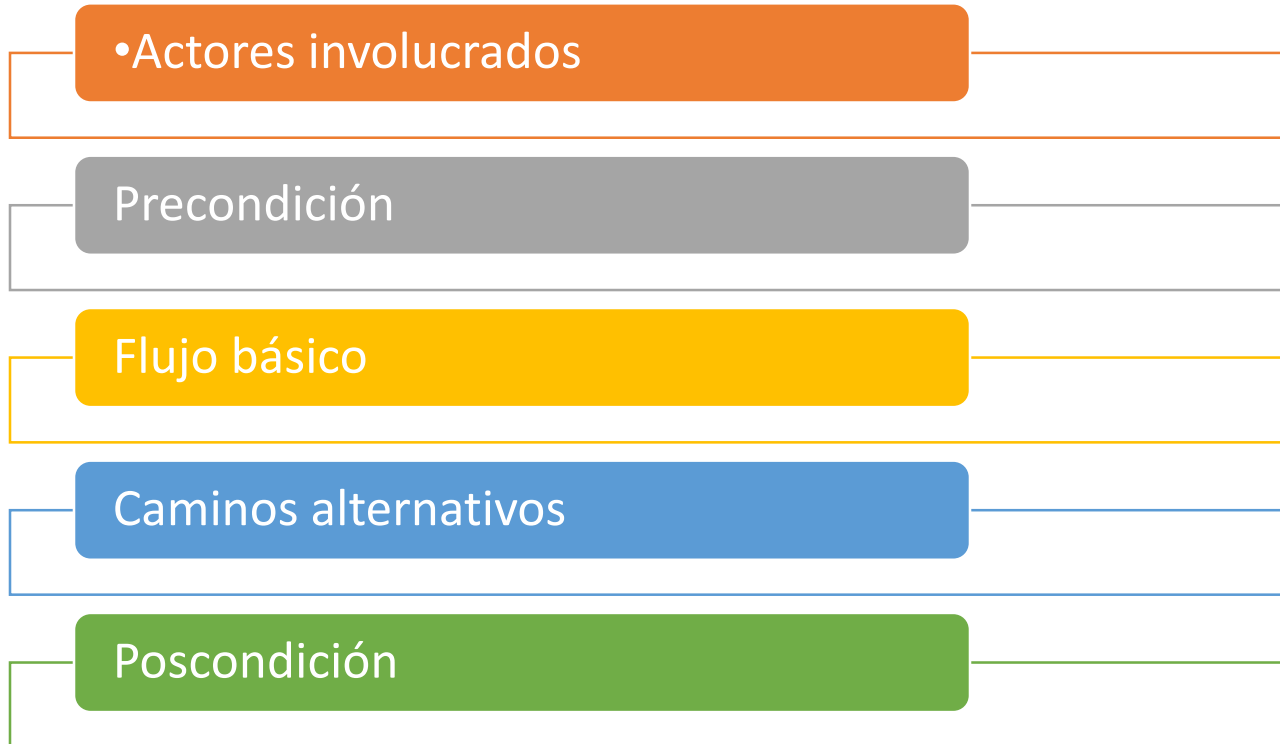 •Actores involucrados
Precondición
Flujo básico
Caminos alternativos
Poscondición